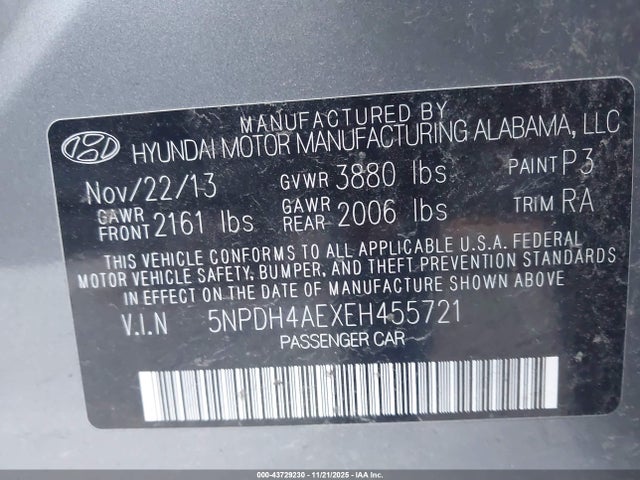 MANUFACTURED BY
HYUNDAI MOTOR MANUFACTURING ALABAMA, LLC
Nov/22/13 GVWR 3880 lbs PAINT P3
GAWR FRONT 2161 lbs GAWR REAR 2006 lbs TRIM RA
THIS VEHICLE CONFORMS TO ALL APPLICABLE U.S.A. FEDERAL
MOTOR VEHICLE SAFETY, BUMPER, AND THEFT PREVENTION STANDARDS
IN EFFECT ON THE DATE OF MANUFACTURE SHOWN ABOVE.
V.I.N 5NPDH4AEXEH455721
PASSENGER CAR
000-43729230 - 11/21/2025 - IAA Inc.